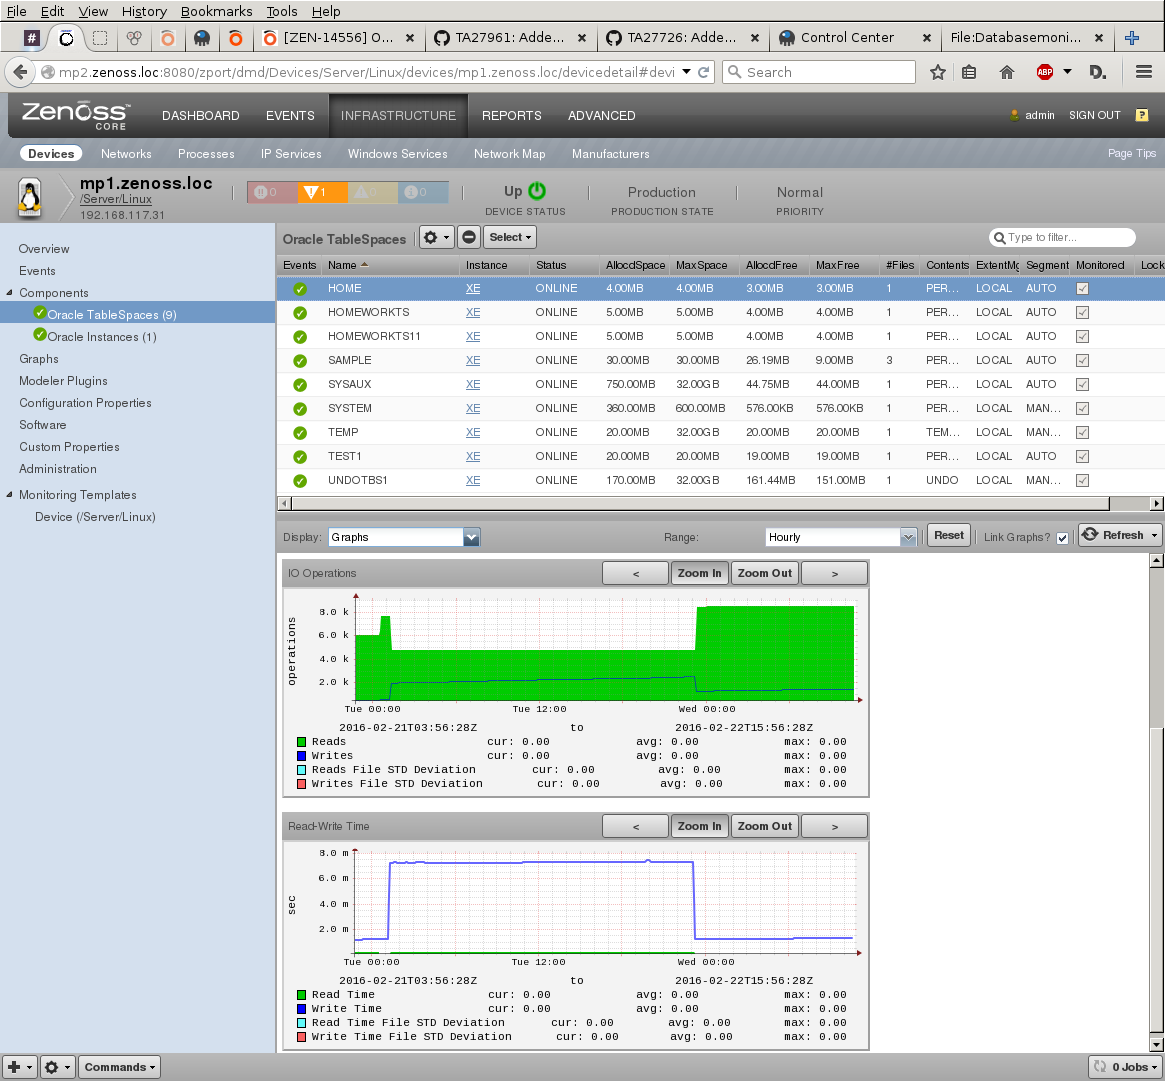 File Edit View History Bookmarks Tools Help
# [ZEN-14556] O... × TA27961: Adde... × TA27726: Adde... × Control Center × File:Databasemoni... ×
mp2.zenoss.loc:8080/zport/dmd/Devices/Server/Linux/devices/mp1.zenoss.loc/devicedetail#devi Search ABP D.
Zenoss™ CORE DASHBOARD EVENTS INFRASTRUCTURE REPORTS ADVANCED admin SIGN OUT ?
Devices Networks Processes IP Services Windows Services Network Map Manufacturers Page Tips
mp1.zenoss.loc
/Server/Linux
192.168.117.31
0 1 0 0
Up
DEVICE STATUS
Production
PRODUCTION STATE
Normal
PRIORITY
Overview
Events
Components
Oracle TableSpaces (9)
Oracle Instances (1)
Graphs
Modeler Plugins
Configuration Properties
Software
Custom Properties
Administration
Monitoring Templates
Device (/Server/Linux)
Oracle TableSpaces Select Type to filter...
Events Name Instance Status AllocdSpace MaxSpace AllocdFree MaxFree #Files Contents ExtentMg Segment Monitored Lock
HOME XE ONLINE 4.00MB 4.00MB 3.00MB 3.00MB 1 PER... LOCAL AUTO
HOMEWORKTS XE ONLINE 5.00MB 5.00MB 4.00MB 4.00MB 1 PER... LOCAL AUTO
HOMEWORKTS11 XE ONLINE 5.00MB 5.00MB 4.00MB 4.00MB 1 PER... LOCAL AUTO
SAMPLE XE ONLINE 30.00MB 30.00MB 26.19MB 9.00MB 3 PER... LOCAL AUTO
SYSAUX XE ONLINE 750.00MB 32.00GB 44.75MB 44.00MB 1 PER... LOCAL AUTO
SYSTEM XE ONLINE 360.00MB 600.00MB 576.00KB 576.00KB 1 PER... LOCAL MAN...
TEMP XE ONLINE 20.00MB 32.00GB 20.00MB 20.00MB 1 TEM... LOCAL MAN...
TEST1 XE ONLINE 20.00MB 20.00MB 19.00MB 19.00MB 1 PER... LOCAL AUTO
UNDOTBS1 XE ONLINE 170.00MB 32.00GB 161.44MB 151.00MB 1 UNDO LOCAL MAN...
Display: Graphs Range: Hourly Reset Link Graphs? Refresh
IO Operations < Zoom In Zoom Out >
operations
8.0 k
6.0 k
4.0 k
2.0 k
Tue 00:00 Tue 12:00 Wed 00:00
2016-02-21T03:56:28Z to 2016-02-22T15:56:28Z
Reads cur: 0.00 avg: 0.00 max: 0.00
Writes cur: 0.00 avg: 0.00 max: 0.00
Reads File STD Deviation cur: 0.00 avg: 0.00 max: 0.00
Writes File STD Deviation cur: 0.00 avg: 0.00 max: 0.00
Read-Write Time < Zoom In Zoom Out >
sec
8.0 m
6.0 m
4.0 m
2.0 m
Tue 00:00 Tue 12:00 Wed 00:00
2016-02-21T03:56:28Z to 2016-02-22T15:56:28Z
Read Time cur: 0.00 avg: 0.00 max: 0.00
Write Time cur: 0.00 avg: 0.00 max: 0.00
Read Time File STD Deviation cur: 0.00 avg: 0.00 max: 0.00
Write Time File STD Deviation cur: 0.00 avg: 0.00 max: 0.00
Commands 0 Jobs